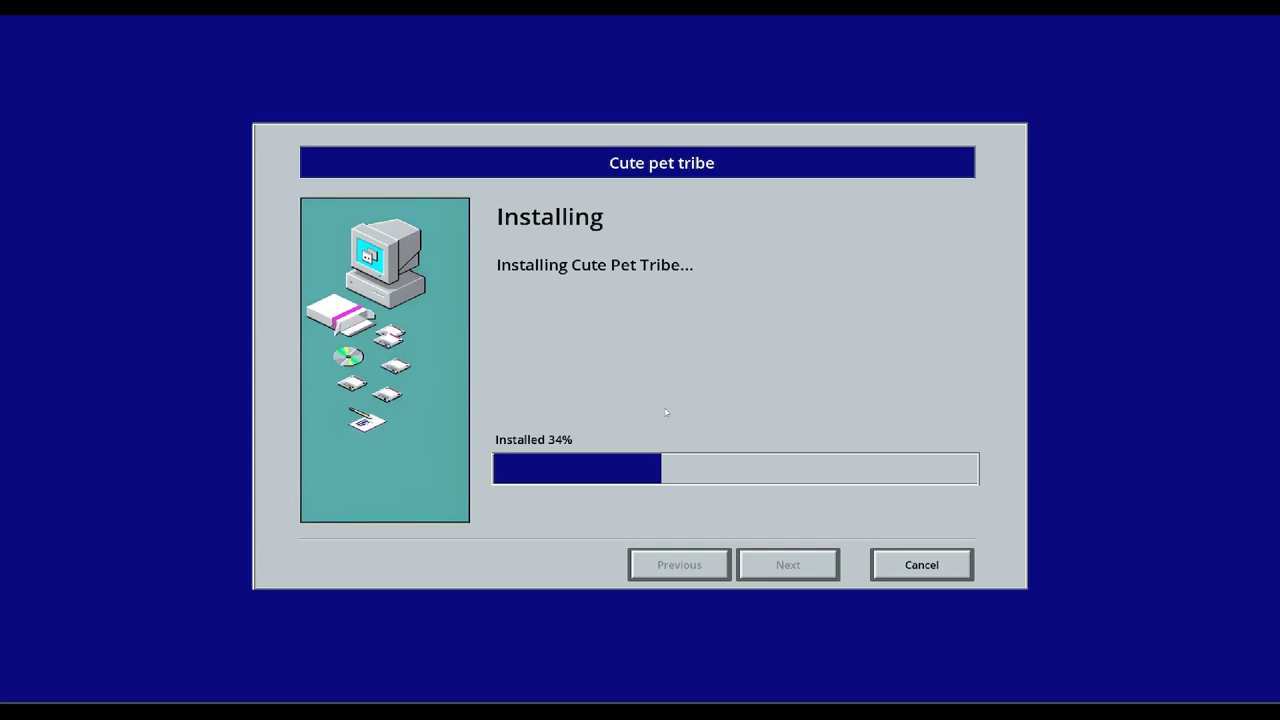 Cute pet tribe
Installing
Installing Cute Pet Tribe...
Installed 34%
Previous
Next
Cancel